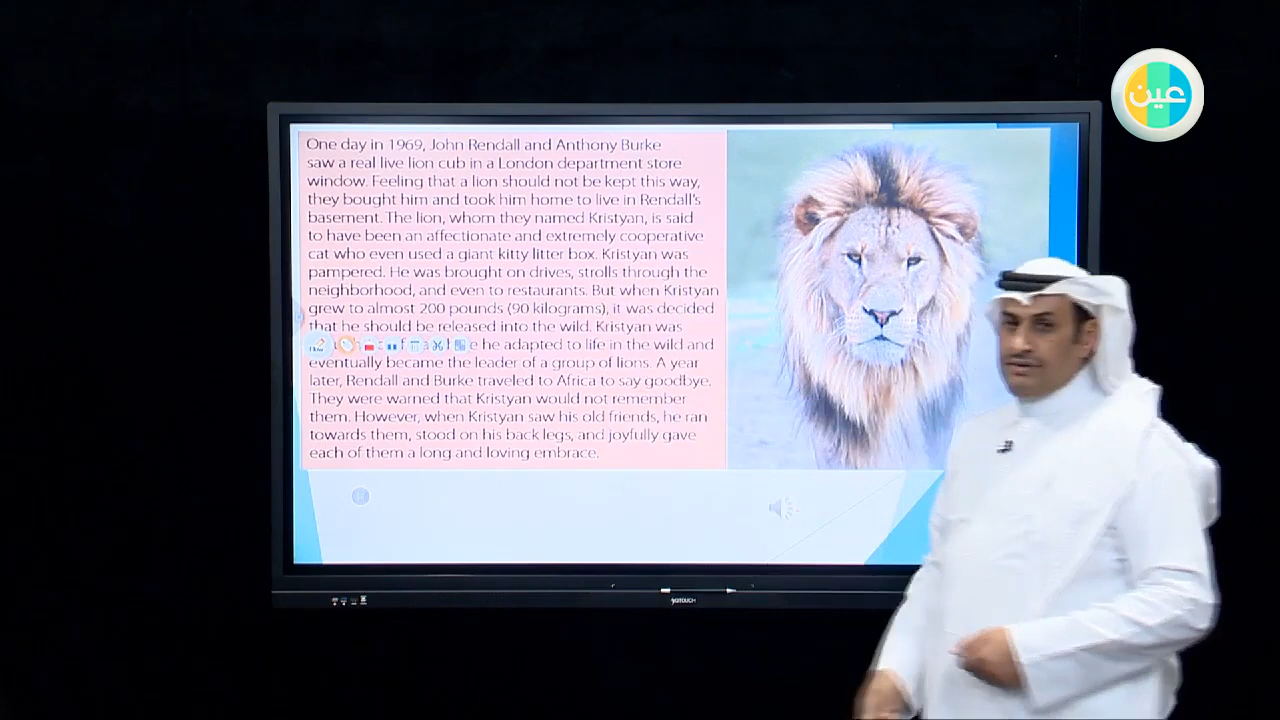 عين
One day in 1969, John Rendall and Anthony Burke
saw a real live lion cub in a London department store
window. Feeling that a lion should not be kept this way,
they bought him and took him home to live in Rendall's
basement. The lion, whom they named Kristyan, is said
to have been an affectionate and extremely cooperative
cat who even used a giant kitty litter box. Kristyan was
pampered. He was brought on drives, strolls through the
neighborhood, and even to restaurants. But when Kristyan
grew to almost 200 pounds (90 kilograms), it was decided
that he should be released into the wild. Kristyan was
he adapted to life in the wild and
eventually became the leader of a group of lions. A year
later, Rendall and Burke traveled to Africa to say goodbye.
They were warned that Kristyan would not remember
them. However, when Kristyan saw his old friends, he ran
towards them, stood on his back legs, and joyfully gave
each of them a long and loving embrace.